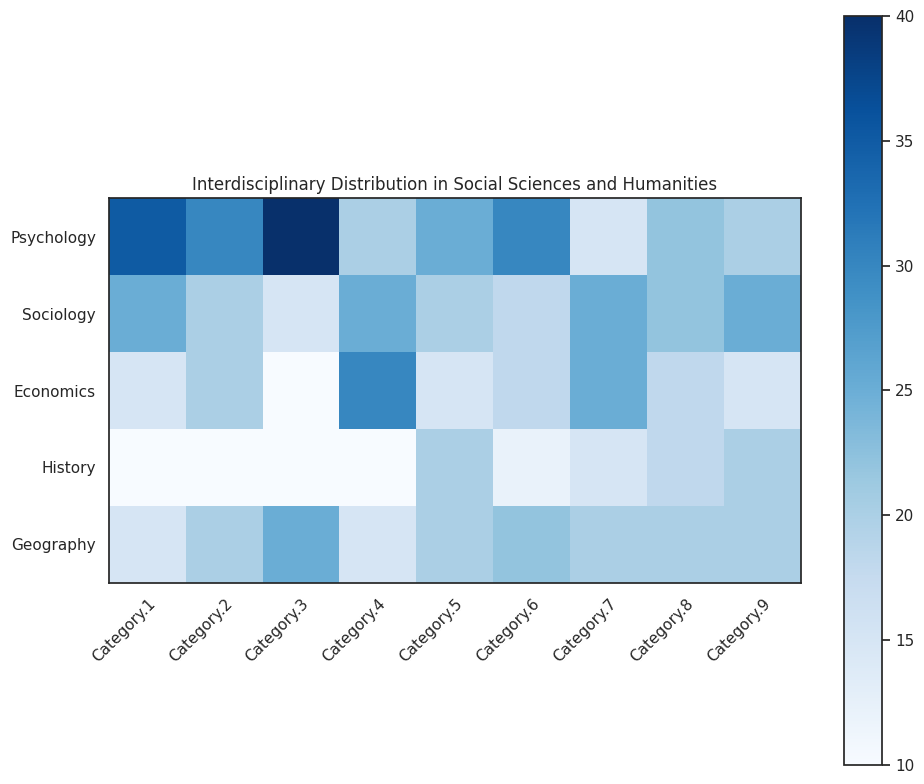 Interdisciplinary Distribution in Social Sciences and Humanities
Psychology
Sociology
Economics
History
Geography
Category.1
Category.2
Category.3
Category.4
Category.5
Category.6
Category.7
Category.8
Category.9
40
35
30
25
20
15
10